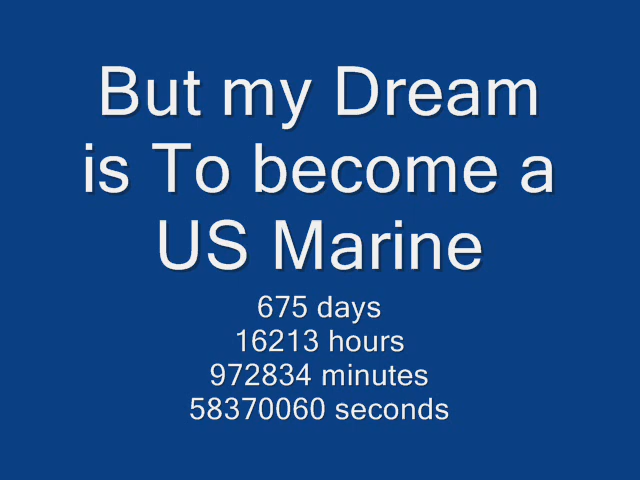 But my Dream
is To become a
US Marine
675 days
16213 hours
972834 minutes
58370060 seconds